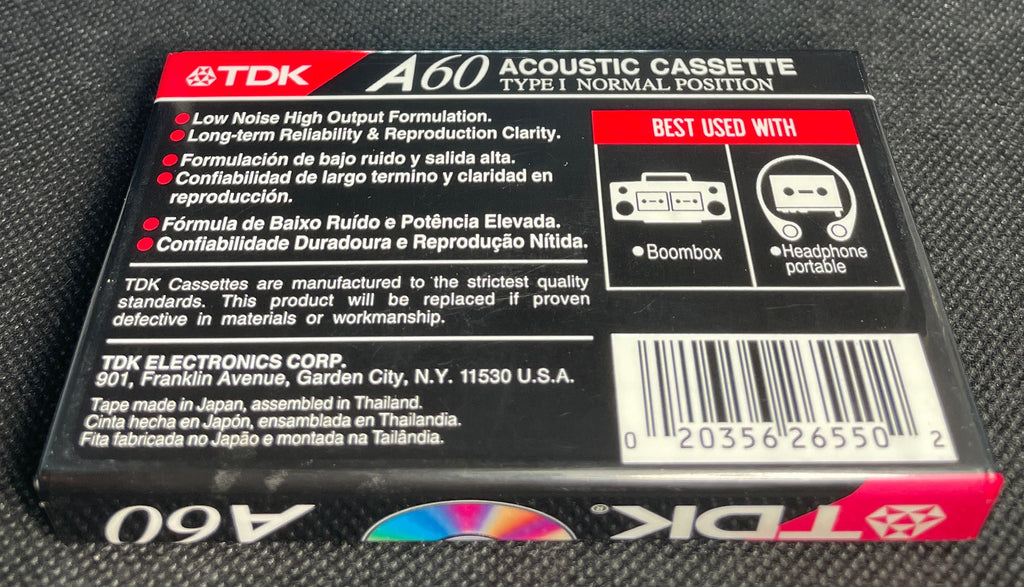 TDK A60 ACOUSTIC CASSETTE
TYPE I NORMAL POSITION
• Low Noise High Output Formulation.
• Long-term Reliability & Reproduction Clarity.
• Formulación de bajo ruido y salida alta.
• Confiabilidad de largo termino y claridad en
reproducción.
• Fórmula de Baixo Ruído e Potência Elevada.
• Confiabilidade Duradoura e Reprodução Nítida.
TDK Cassettes are manufactured to the strictest quality
standards. This product will be replaced if proven
defective in materials or workmanship.
TDK ELECTRONICS CORP.
901, Franklin Avenue, Garden City, N.Y. 11530 U.S.A.
Tape made in Japan, assembled in Thailand.
Cinta hecha en Japón, ensamblada en Thailandia.
Fita fabricada no Japão e montada na Tailândia.
BEST USED WITH
• Boombox
• Headphone
portable
0 20356 26550 2
TDK® A60